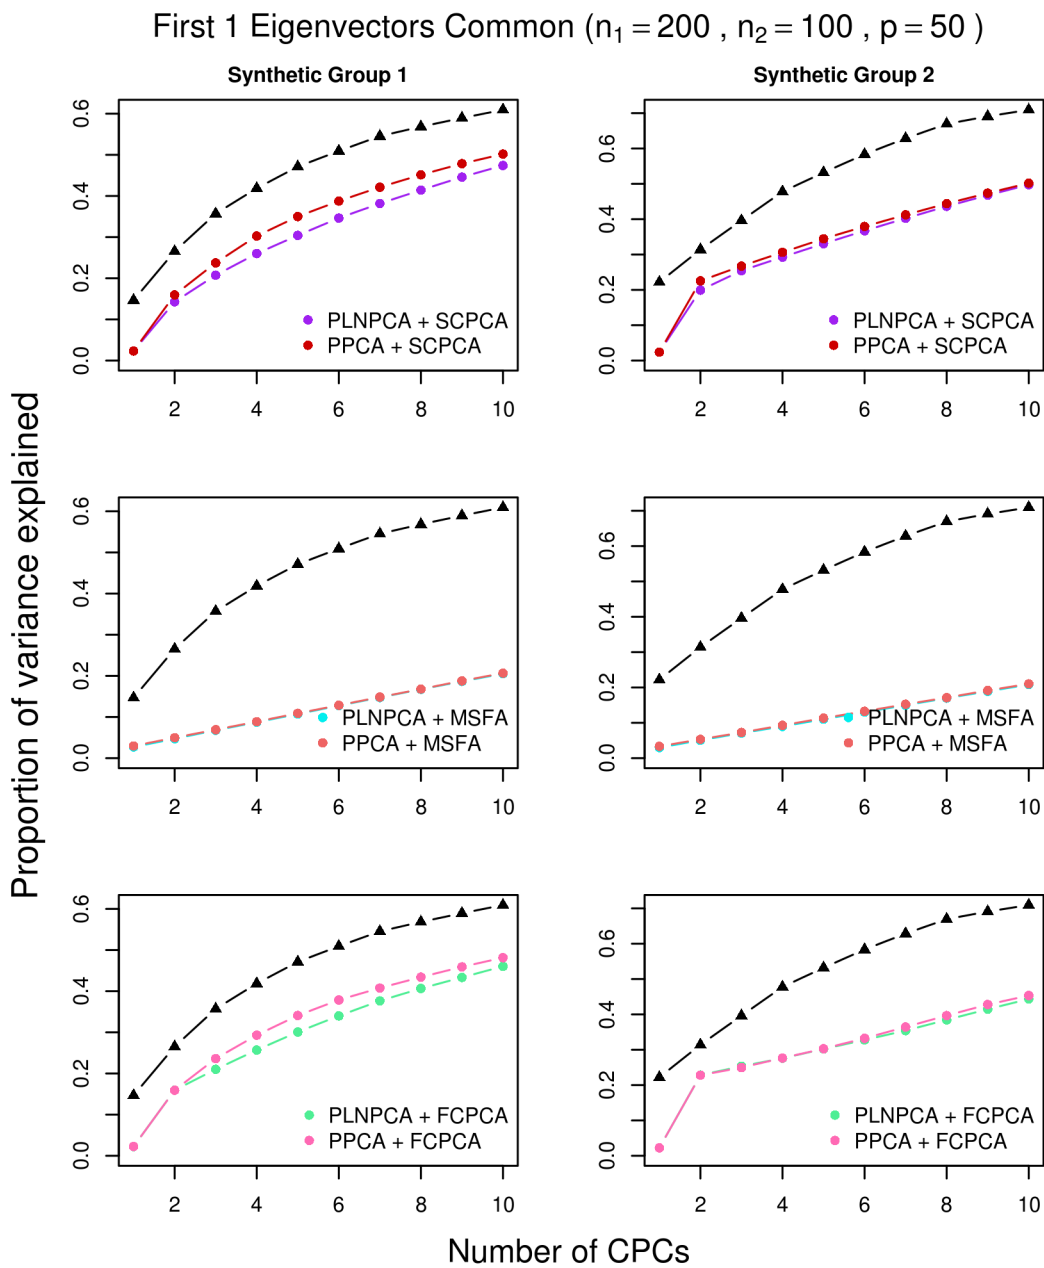 First 1 Eigenvectors Common (n₁ = 200 , n₂ = 100 , p = 50 )
Synthetic Group 1
Synthetic Group 2
Proportion of variance explained
0.0 0.2 0.4 0.6
PLNPCA + SCPCA
PPCA + SCPCA
2 4 6 8 10
0.0 0.2 0.4 0.6
PLNPCA + SCPCA
PPCA + SCPCA
2 4 6 8 10
0.0 0.2 0.4 0.6
PLNPCA + MSFA
PPCA + MSFA
2 4 6 8 10
0.0 0.2 0.4 0.6
PLNPCA + MSFA
PPCA + MSFA
2 4 6 8 10
0.0 0.2 0.4 0.6
PLNPCA + FCPCA
PPCA + FCPCA
2 4 6 8 10
0.0 0.2 0.4 0.6
PLNPCA + FCPCA
PPCA + FCPCA
2 4 6 8 10
Number of CPCs